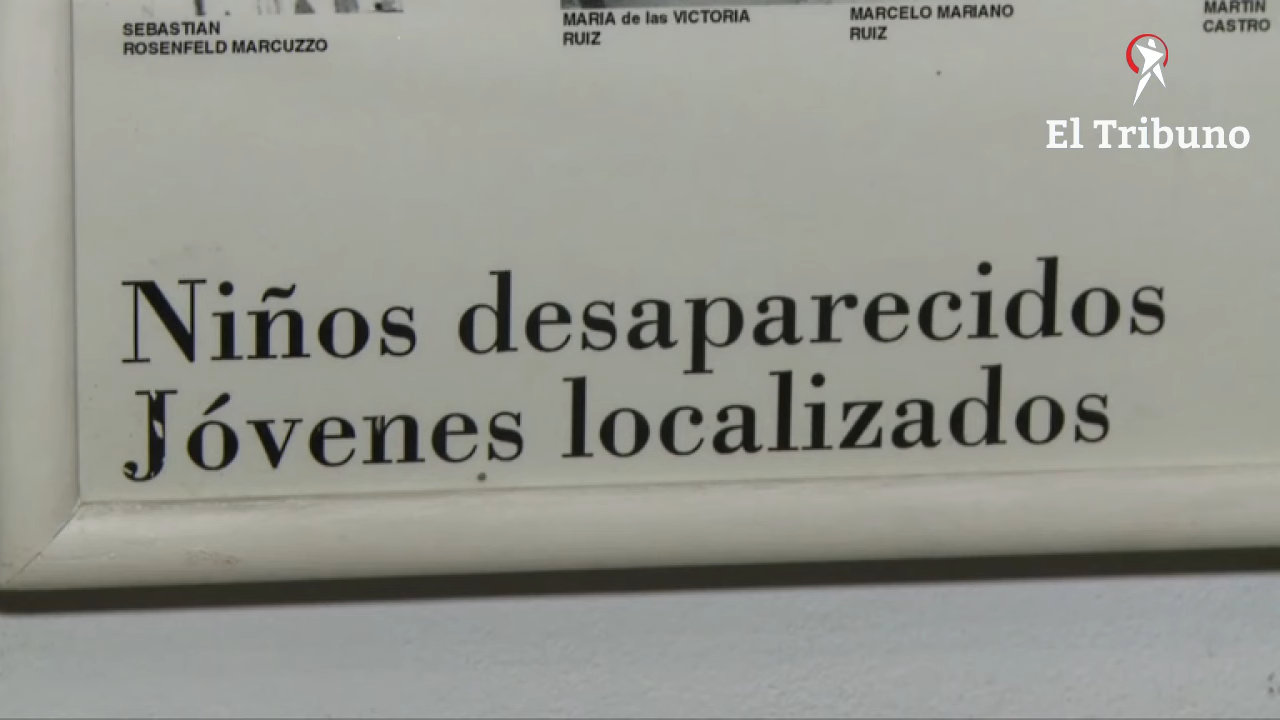 SEBASTIAN
ROSENFELD MARCUZZO
MARIA de las VICTORIA
RUIZ
MARCELO MARIANO
RUIZ
MARTIN
CASTRO
El Tribuno
Niños desaparecidos
Jóvenes localizados